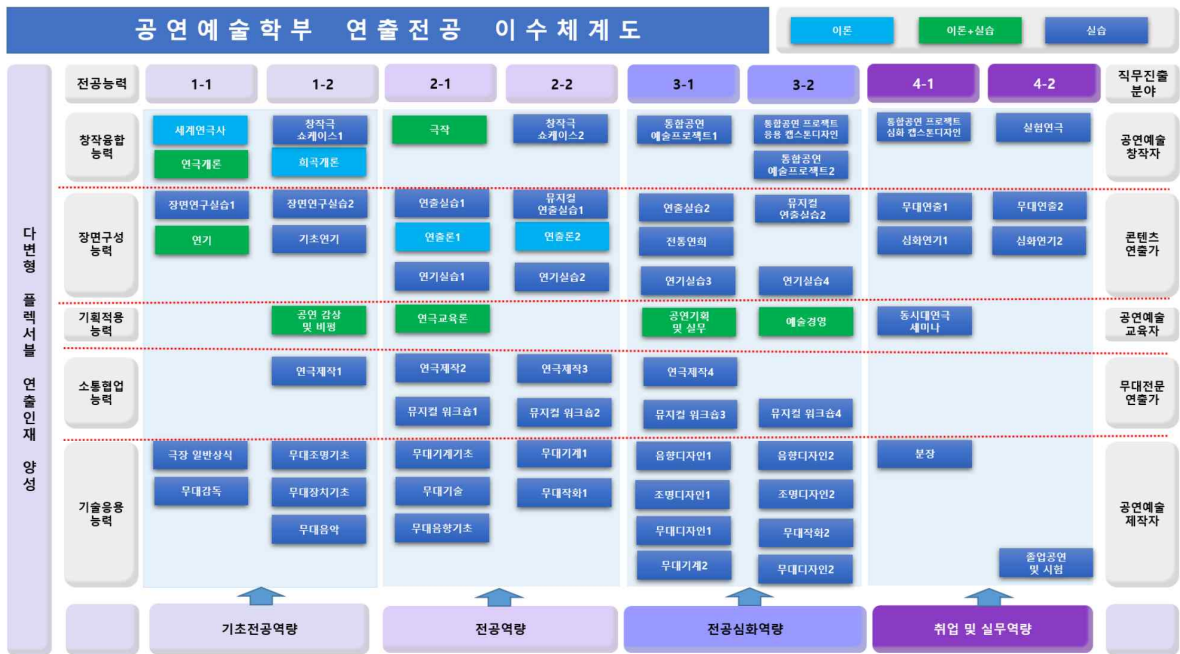 공연예술학부 연출전공 이수체계도
이론
이론+실습
실습
다변형 플렉서블 연출인재 양성
전공능력
1-1
1-2
2-1
2-2
3-1
3-2
4-1
4-2
직무진출
분야
창작융합
능력
세계연극사
창작극
쇼케이스1
극작
창작극
쇼케이스2
통합공연
예술프로젝트1
통합공연 프로젝트
응용 캡스톤디자인
통합공연 프로젝트
심화 캡스톤디자인
실험연극
공연예술
창작자
연극개론
희곡개론
통합공연
예술프로젝트2
장면구성
능력
장면연구실습1
장면연구실습2
연출실습1
뮤지컬
연출실습1
연출실습2
뮤지컬
연출실습2
무대연출1
무대연출2
콘텐츠
연출가
연기
기초연기
연출론1
연출론2
전통연희
심화연기1
심화연기2
연기실습1
연기실습2
연기실습3
연기실습4
기획적용
능력
공연 감상
및 비평
연극교육론
공연기획
및 실무
예술경영
동시대연극
세미나
공연예술
교육자
소통협업
능력
연극제작1
연극제작2
연극제작3
연극제작4
무대전문
연출가
뮤지컬 워크숍1
뮤지컬 워크숍2
뮤지컬 워크숍3
뮤지컬 워크숍4
기술응용
능력
극장 일반상식
무대조명기초
무대기계기초
무대기계1
음향디자인1
음향디자인2
분장
공연예술
제작자
무대감독
무대장치기초
무대기술
무대작화1
조명디자인1
조명디자인2
무대음악
무대음향기초
무대디자인1
무대작화2
무대기계2
무대디자인2
졸업공연
및 시험
기초전공역량
전공역량
전공심화역량
취업 및 실무역량